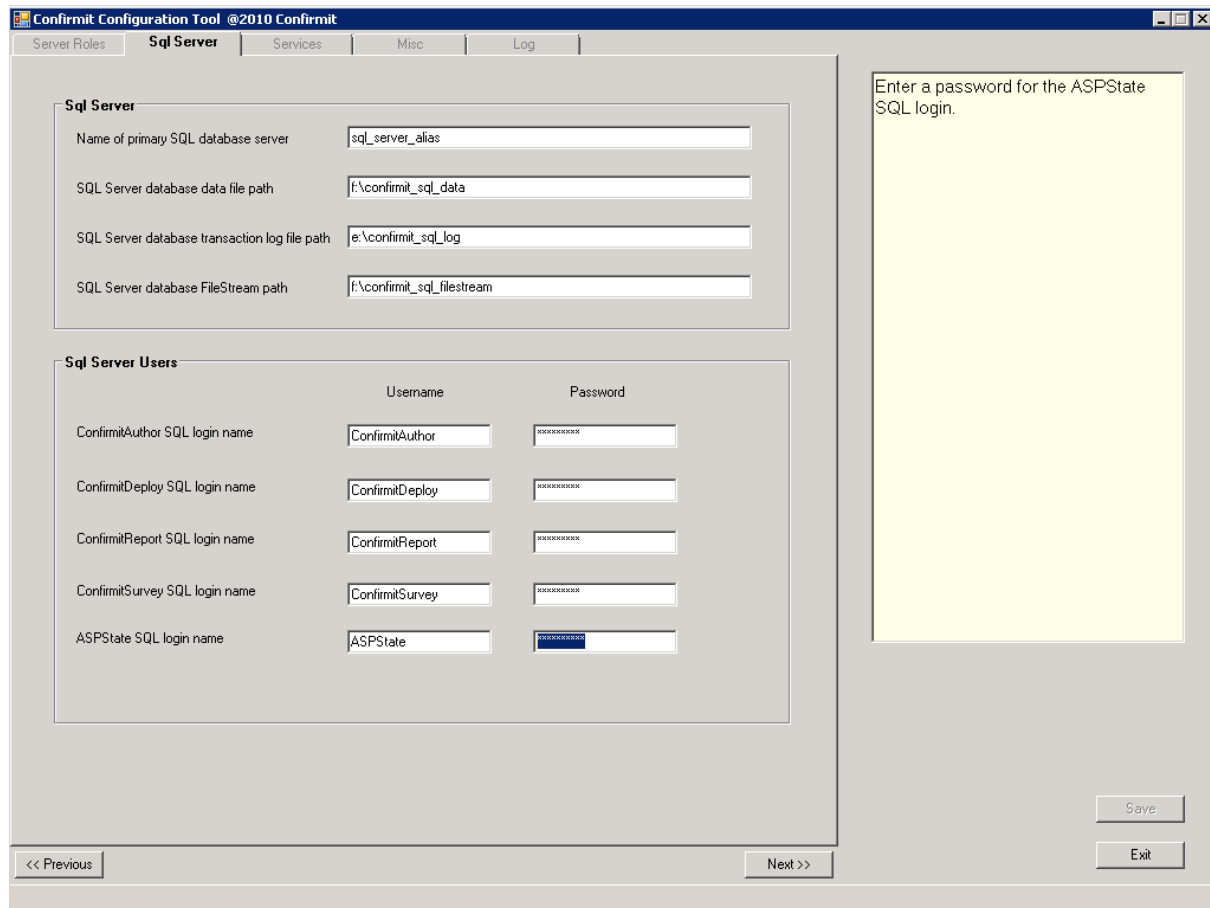 Confirmit Configuration Tool @2010 Confirmit
Server Roles Sql Server Services Misc Log
Sql Server
Name of primary SQL database server sql_server_alias
SQL Server database data file path f:\confirmit_sql_data
SQL Server database transaction log file path e:\confirmit_sql_log
SQL Server database FileStream path f:\confirmit_sql_filestream
Sql Server Users
Username Password
ConfirmitAuthor SQL login name ConfirmitAuthor *********
ConfirmitDeploy SQL login name ConfirmitDeploy *********
ConfirmitReport SQL login name ConfirmitReport *********
ConfirmitSurvey SQL login name ConfirmitSurvey *********
ASPState SQL login name ASPState **********
<< Previous
Next >>
Enter a password for the ASPState
SQL login.
Save
Exit